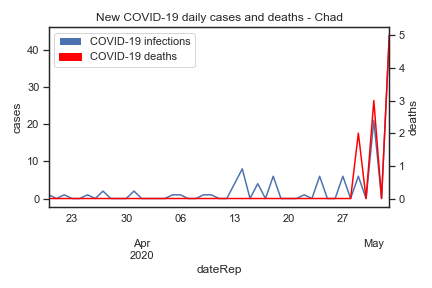 New COVID-19 daily cases and deaths - Chad
COVID-19 infections
COVID-19 deaths
40
30
20
10
0
cases
5
4
3
2
1
0
deaths
23 30 06 13 20 27
Apr May
2020
dateRep